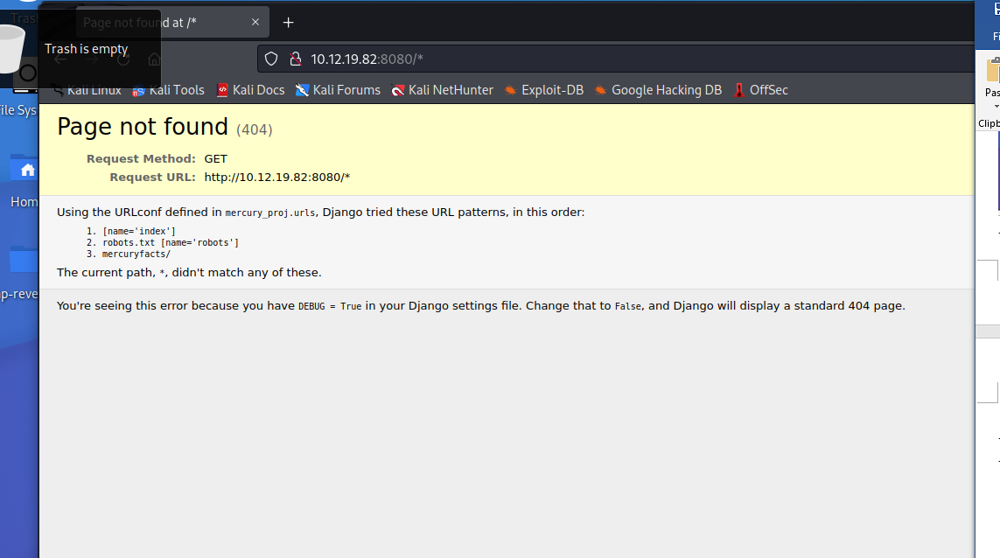 Trash
Page not found at /*
Trash is empty
10.12.19.82:8080/*
Kali Linux Kali Tools Kali Docs Kali Forums Kali NetHunter Exploit-DB Google Hacking DB OffSec
File Sys
Page not found (404)
Request Method: GET
Request URL: http://10.12.19.82:8080/*
Hom
Using the URLconf defined in mercury_proj.urls, Django tried these URL patterns, in this order:
1. [name='index']
2. robots.txt [name='robots']
3. mercuryfacts/
The current path, *, didn't match any of these.
p-reve
You're seeing this error because you have DEBUG = True in your Django settings file. Change that to False, and Django will display a standard 404 page.
Fi
Pas
Clipb